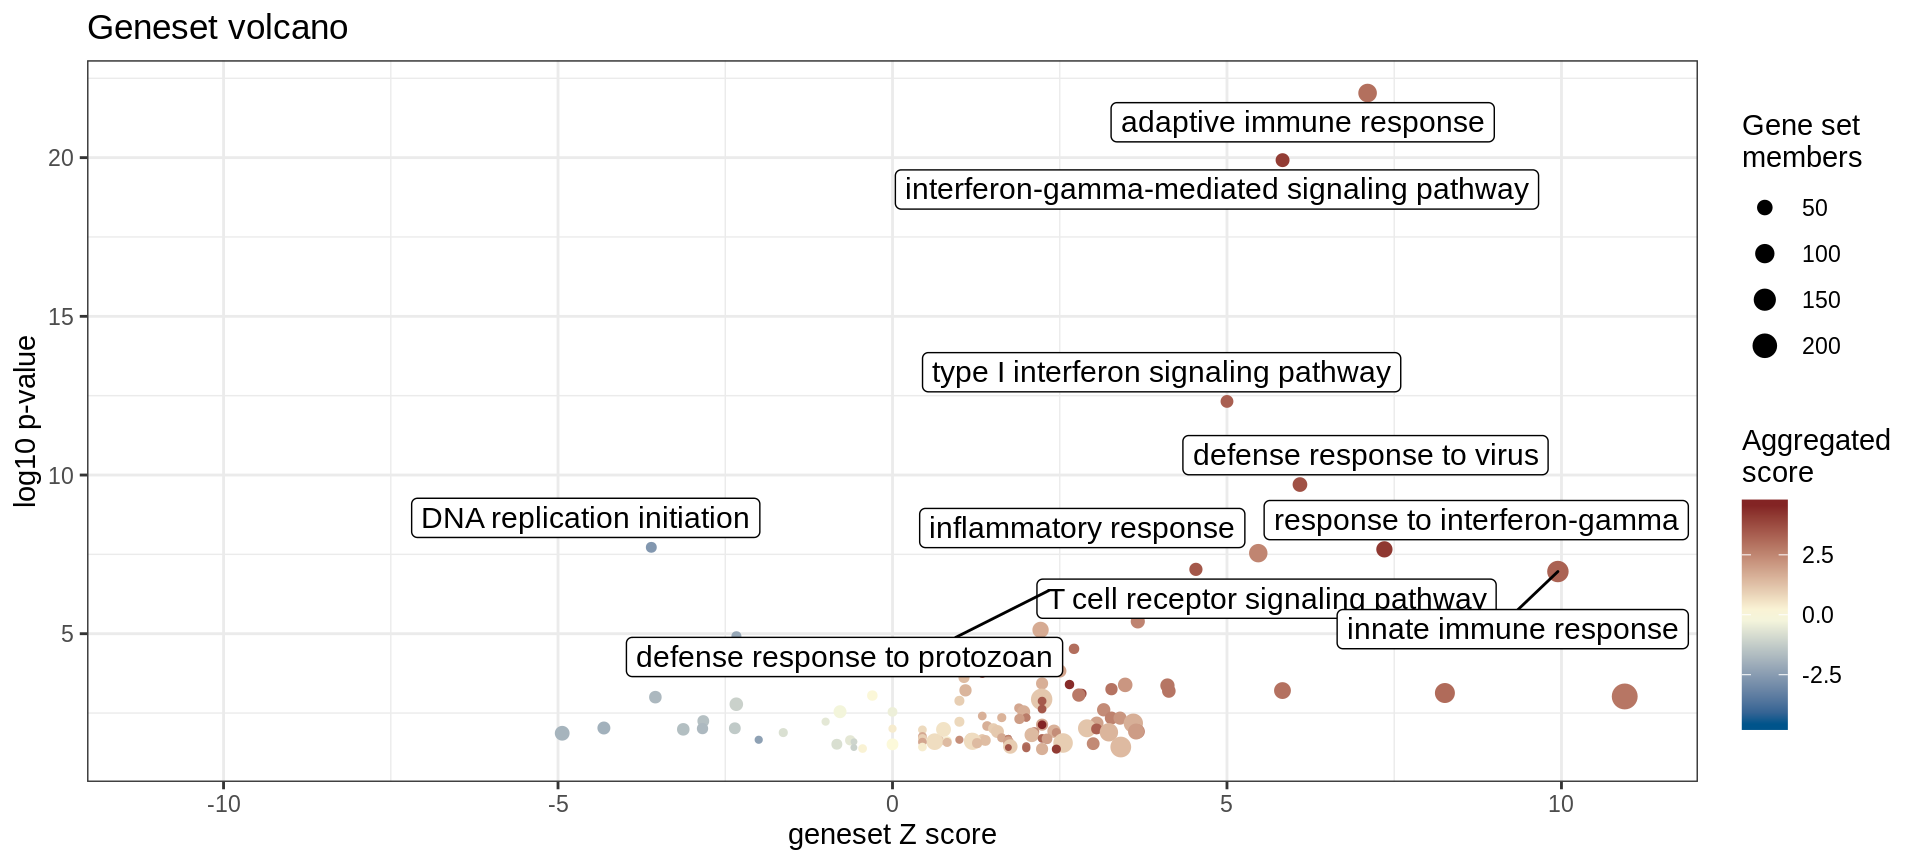 Geneset volcano
log10 p-value
20
15
10
5
adaptive immune response
interferon-gamma-mediated signaling pathway
type I interferon signaling pathway
defense response to virus
DNA replication initiation
inflammatory response
response to interferon-gamma
T cell receptor signaling pathway
innate immune response
defense response to protozoan
-10
-5
0
5
10
geneset Z score
Gene set
members
50
100
150
200
Aggregated
score
2.5
0.0
-2.5